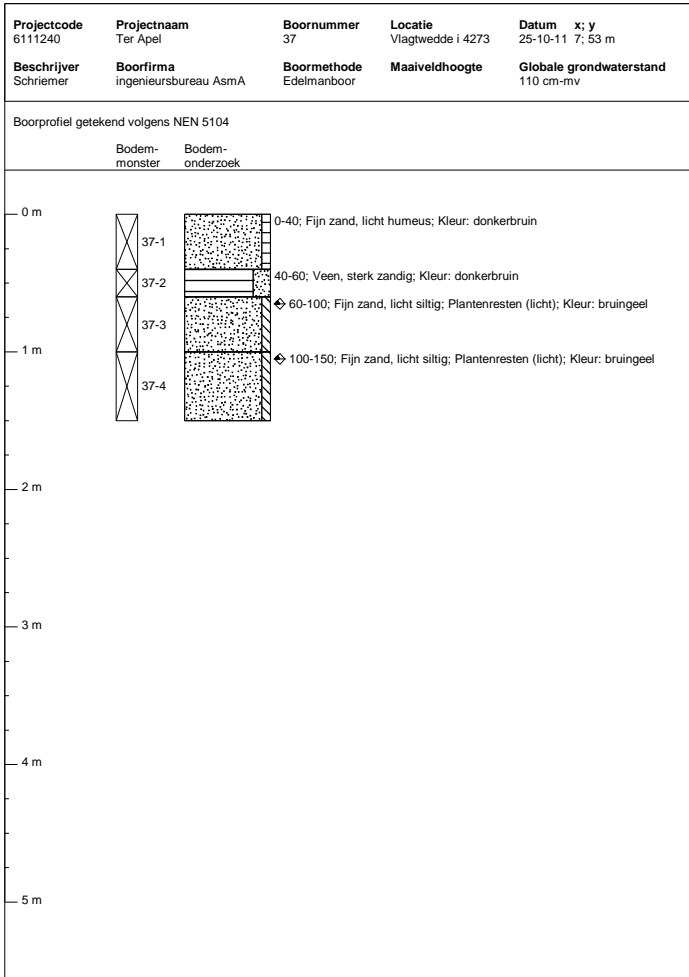 Projectcode Projectnaam Boornummer Locatie Datum x; y
6111240 Ter Apel 37 Vlagtwedde i 4273 25-10-11 7; 53 m
Beschrijver Boorfirma Boormethode Maaiveldhoogte Globale grondwaterstand
Schriemer ingenieursbureau AsmA Edelmanboor 110 cm-mv
Boorprofiel getekend volgens NEN 5104
Bodem- Bodem-
monster onderzoek
0 m
0-40; Fijn zand, licht humeus; Kleur: donkerbruin
37-1
40-60; Veen, sterk zandig; Kleur: donkerbruin
37-2
60-100; Fijn zand, licht siltig; Plantenresten (licht); Kleur: bruingeel
37-3
1 m
100-150; Fijn zand, licht siltig; Plantenresten (licht); Kleur: bruingeel
37-4
2 m
3 m
4 m
5 m